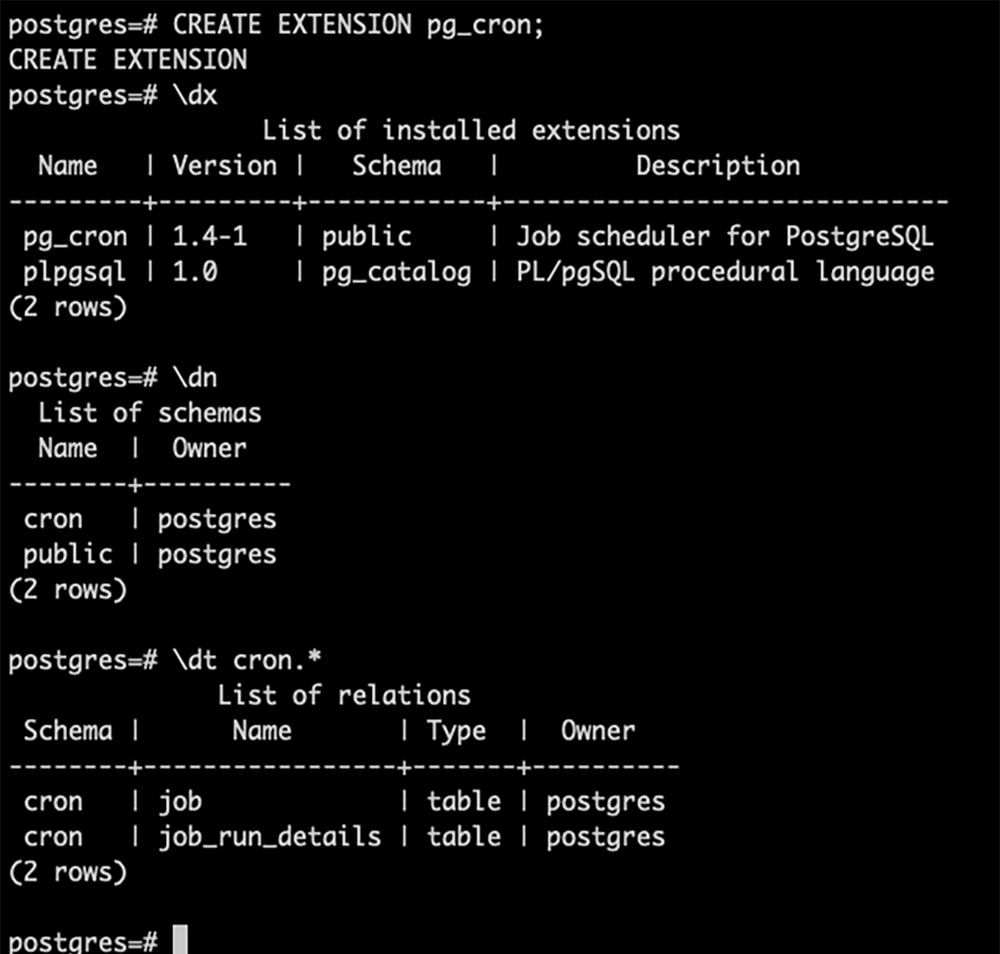 postgres=# CREATE EXTENSION pg_cron;
CREATE EXTENSION
postgres=# \dx
                 List of installed extensions
  Name   | Version |   Schema   |         Description
---------+---------+------------+------------------------------
 pg_cron | 1.4-1   | public     | Job scheduler for PostgreSQL
 plpgsql | 1.0     | pg_catalog | PL/pgSQL procedural language
(2 rows)

postgres=# \dn
  List of schemas
  Name  |  Owner
--------+----------
 cron   | postgres
 public | postgres
(2 rows)

postgres=# \dt cron.*
              List of relations
 Schema |      Name       | Type  |  Owner
--------+-----------------+-------+----------
 cron   | job             | table | postgres
 cron   | job_run_details | table | postgres
(2 rows)

postgres=#